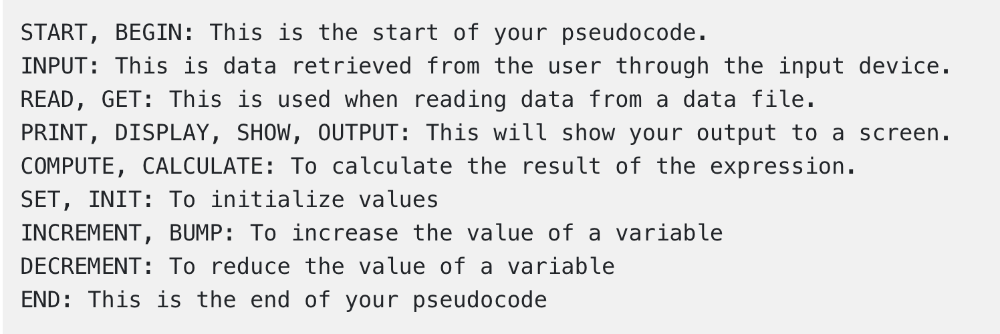 START, BEGIN: This is the start of your pseudocode.
INPUT: This is data retrieved from the user through the input device.
READ, GET: This is used when reading data from a data file.
PRINT, DISPLAY, SHOW, OUTPUT: This will show your output to a screen.
COMPUTE, CALCULATE: To calculate the result of the expression.
SET, INIT: To initialize values
INCREMENT, BUMP: To increase the value of a variable
DECREMENT: To reduce the value of a variable
END: This is the end of your pseudocode